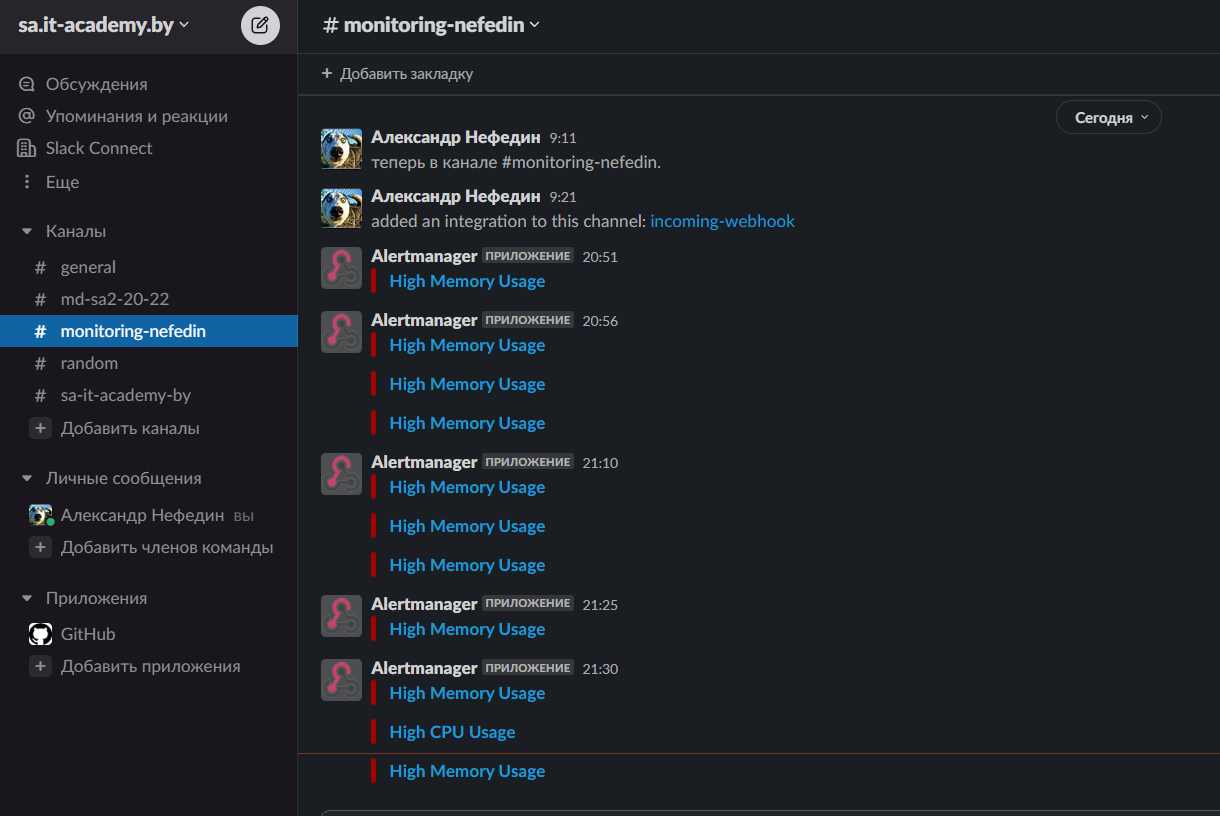 sa.it-academy.by
Обсуждения
@ Упоминания и реакции
Slack Connect
Еще
Каналы
# general
# md-sa2-20-22
# monitoring-nefedin
# random
# sa-it-academy-by
+ Добавить каналы
Личные сообщения
Александр Нефедин вы
+ Добавить членов команды
Приложения
GitHub
+ Добавить приложения
# monitoring-nefedin
+ Добавить закладку
Сегодня
Александр Нефедин 9:11
теперь в канале #monitoring-nefedin.
Александр Нефедин 9:21
added an integration to this channel: incoming-webhook
Alertmanager ПРИЛОЖЕНИЕ 20:51
High Memory Usage
Alertmanager ПРИЛОЖЕНИЕ 20:56
High Memory Usage
High Memory Usage
High Memory Usage
Alertmanager ПРИЛОЖЕНИЕ 21:10
High Memory Usage
High Memory Usage
High Memory Usage
Alertmanager ПРИЛОЖЕНИЕ 21:25
High Memory Usage
Alertmanager ПРИЛОЖЕНИЕ 21:30
High Memory Usage
High CPU Usage
High Memory Usage